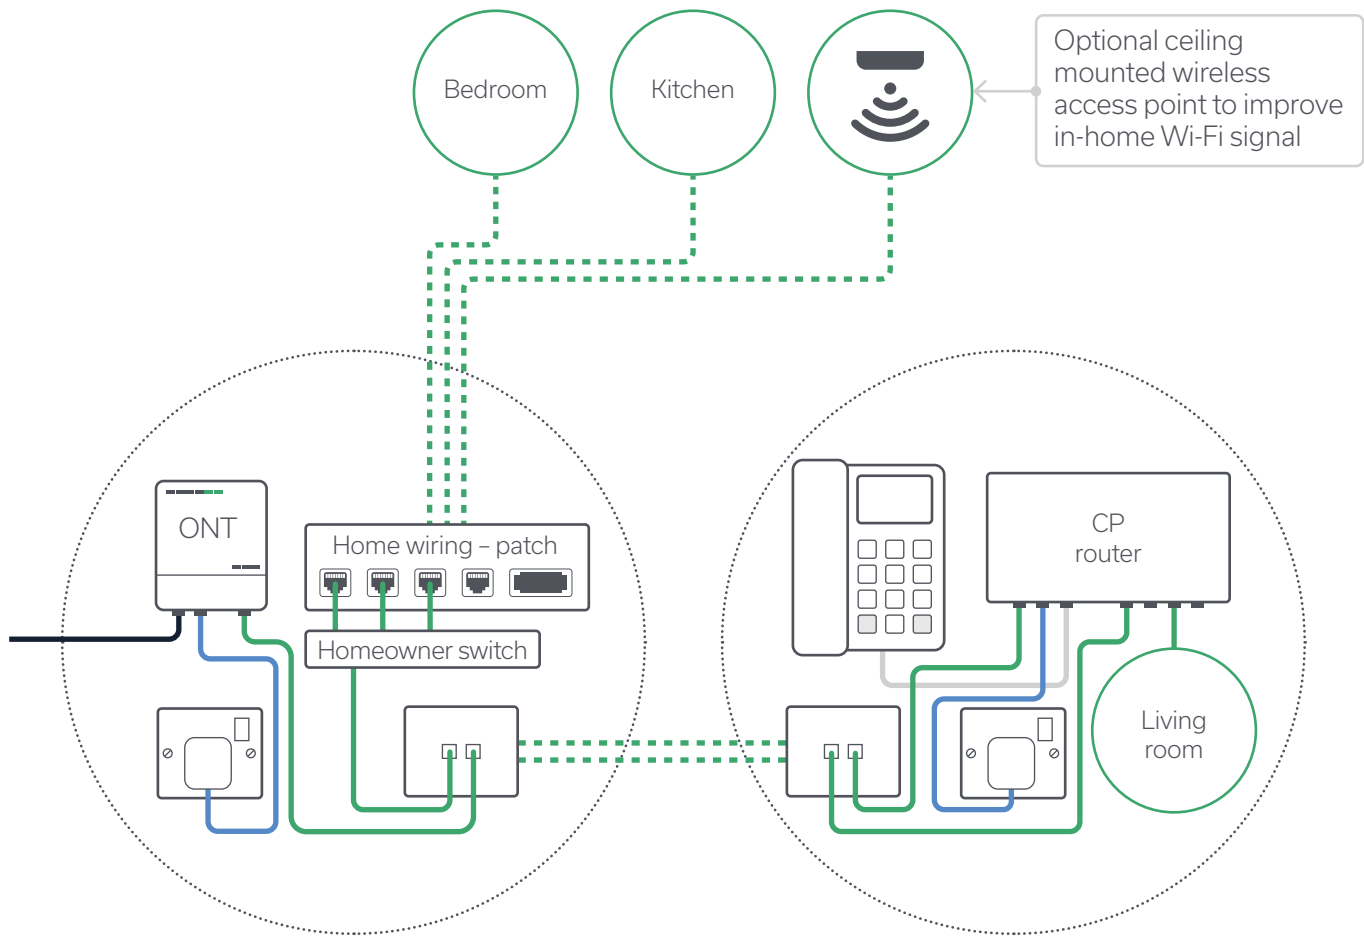 Bedroom
Kitchen
Optional ceiling
mounted wireless
access point to improve
in-home Wi-Fi signal
ONT
Home wiring – patch
Homeowner switch
CP
router
Living
room